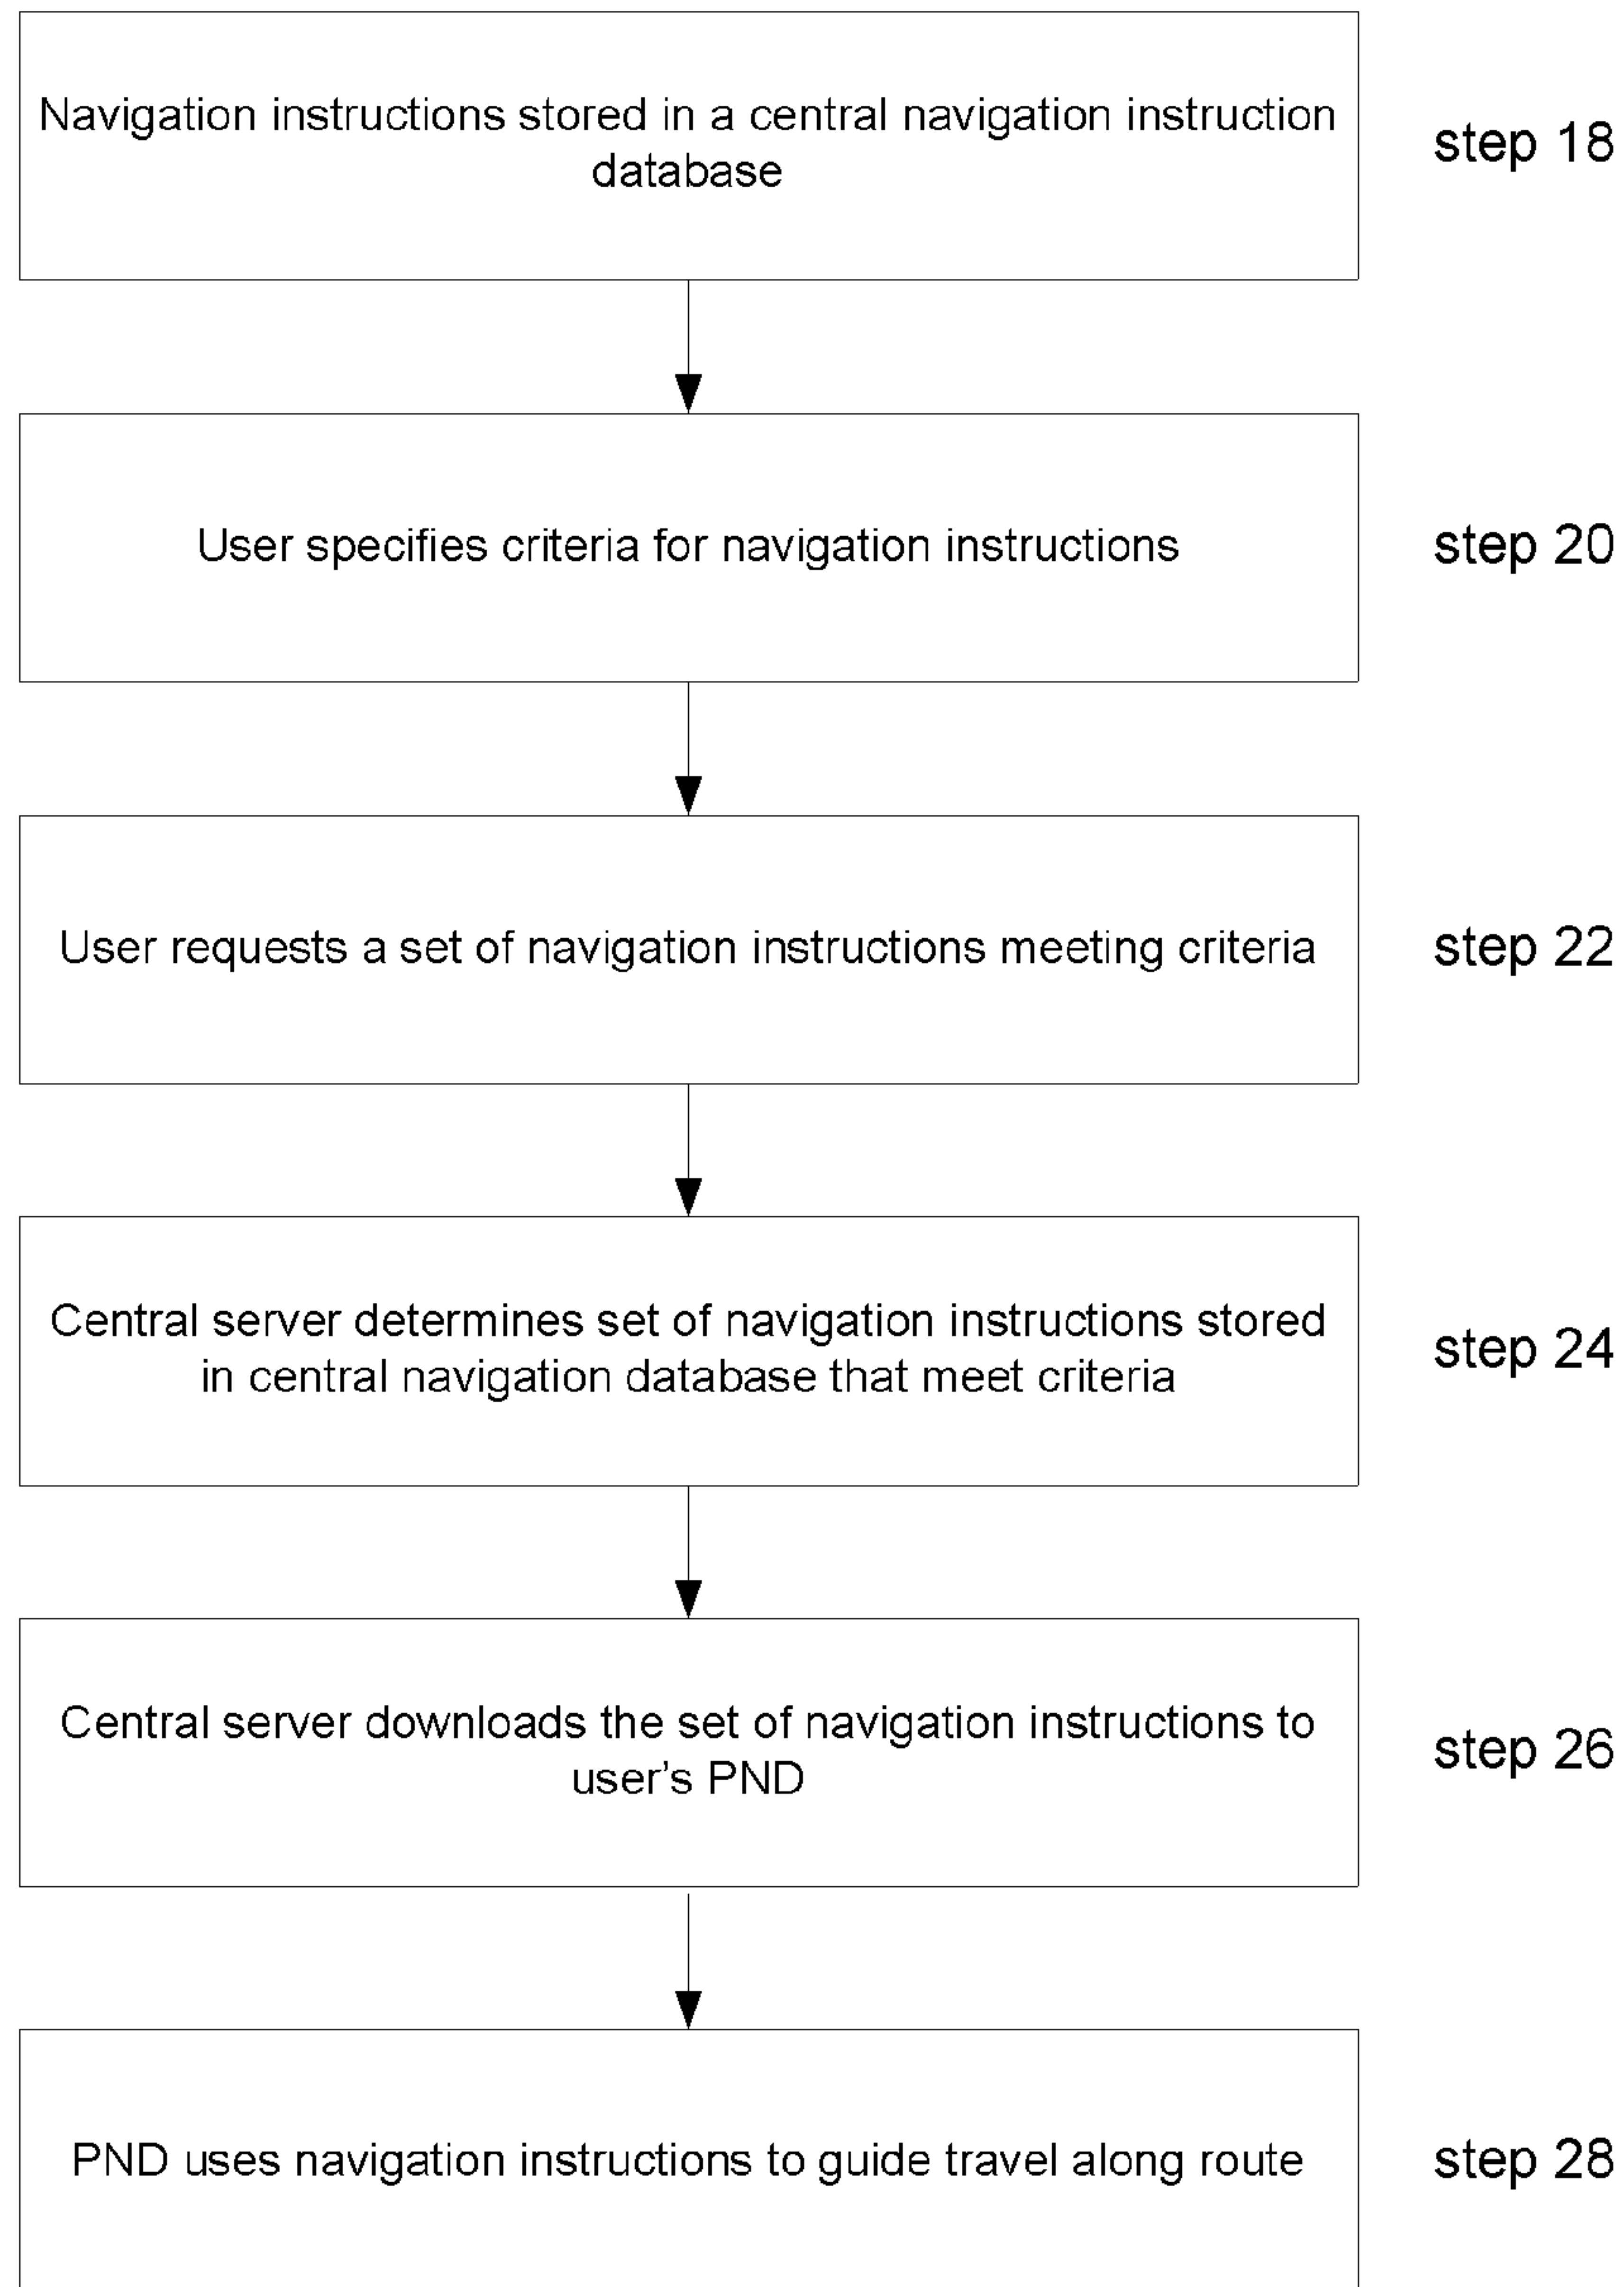 Navigation instructions stored in a central navigation instruction
database
step 18
User specifies criteria for navigation instructions
step 20
User requests a set of navigation instructions meeting criteria
step 22
Central server determines set of navigation instructions stored
in central navigation database that meet criteria
step 24
Central server downloads the set of navigation instructions to
user's PND
step 26
PND uses navigation instructions to guide travel along route
step 28